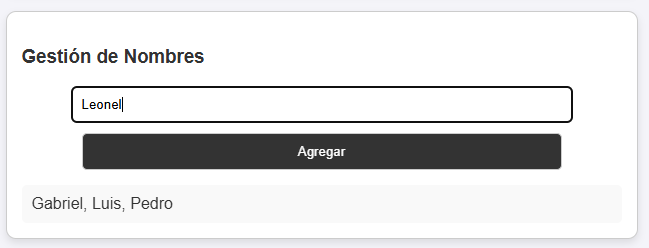 Gestión de Nombres
Leonel
Agregar
Gabriel, Luis, Pedro